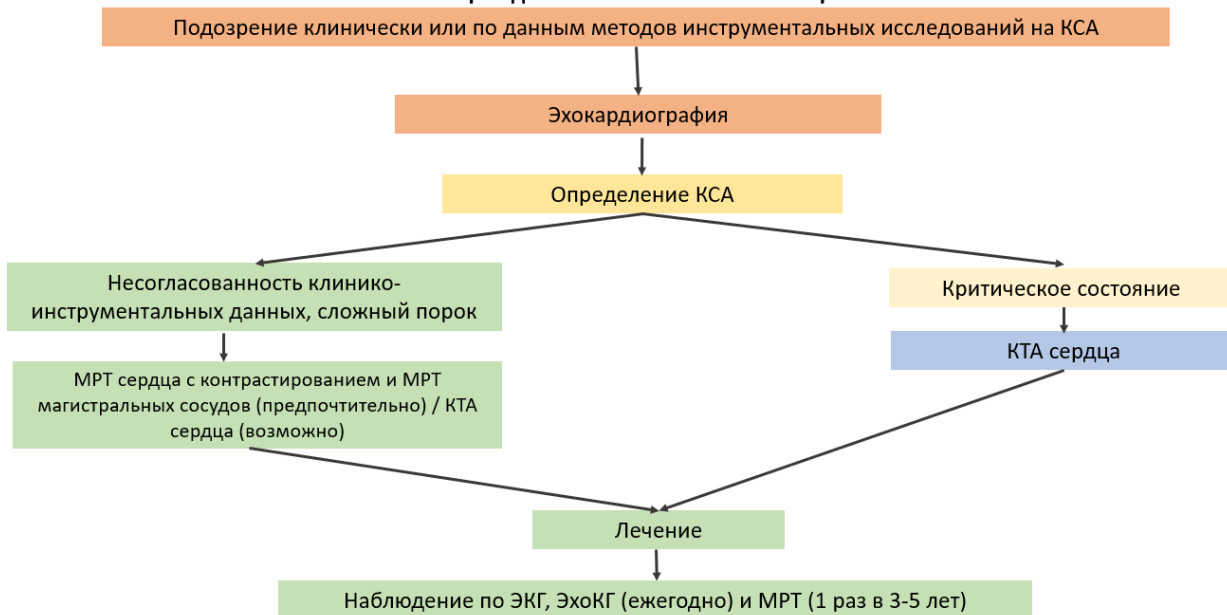 Подозрение клинически или по данным методов инструментальных исследований на КСА
Эхокардиография
Определение КСА
Несогласованность клинико-
инструментальных данных, сложный порок
Критическое состояние
КТА сердца
МРТ сердца с контрастированием и МРТ
магистральных сосудов (предпочтительно) / КТА
сердца (возможно)
Лечение
Наблюдение по ЭКГ, ЭхоКГ (ежегодно) и МРТ (1 раз в 3-5 лет)